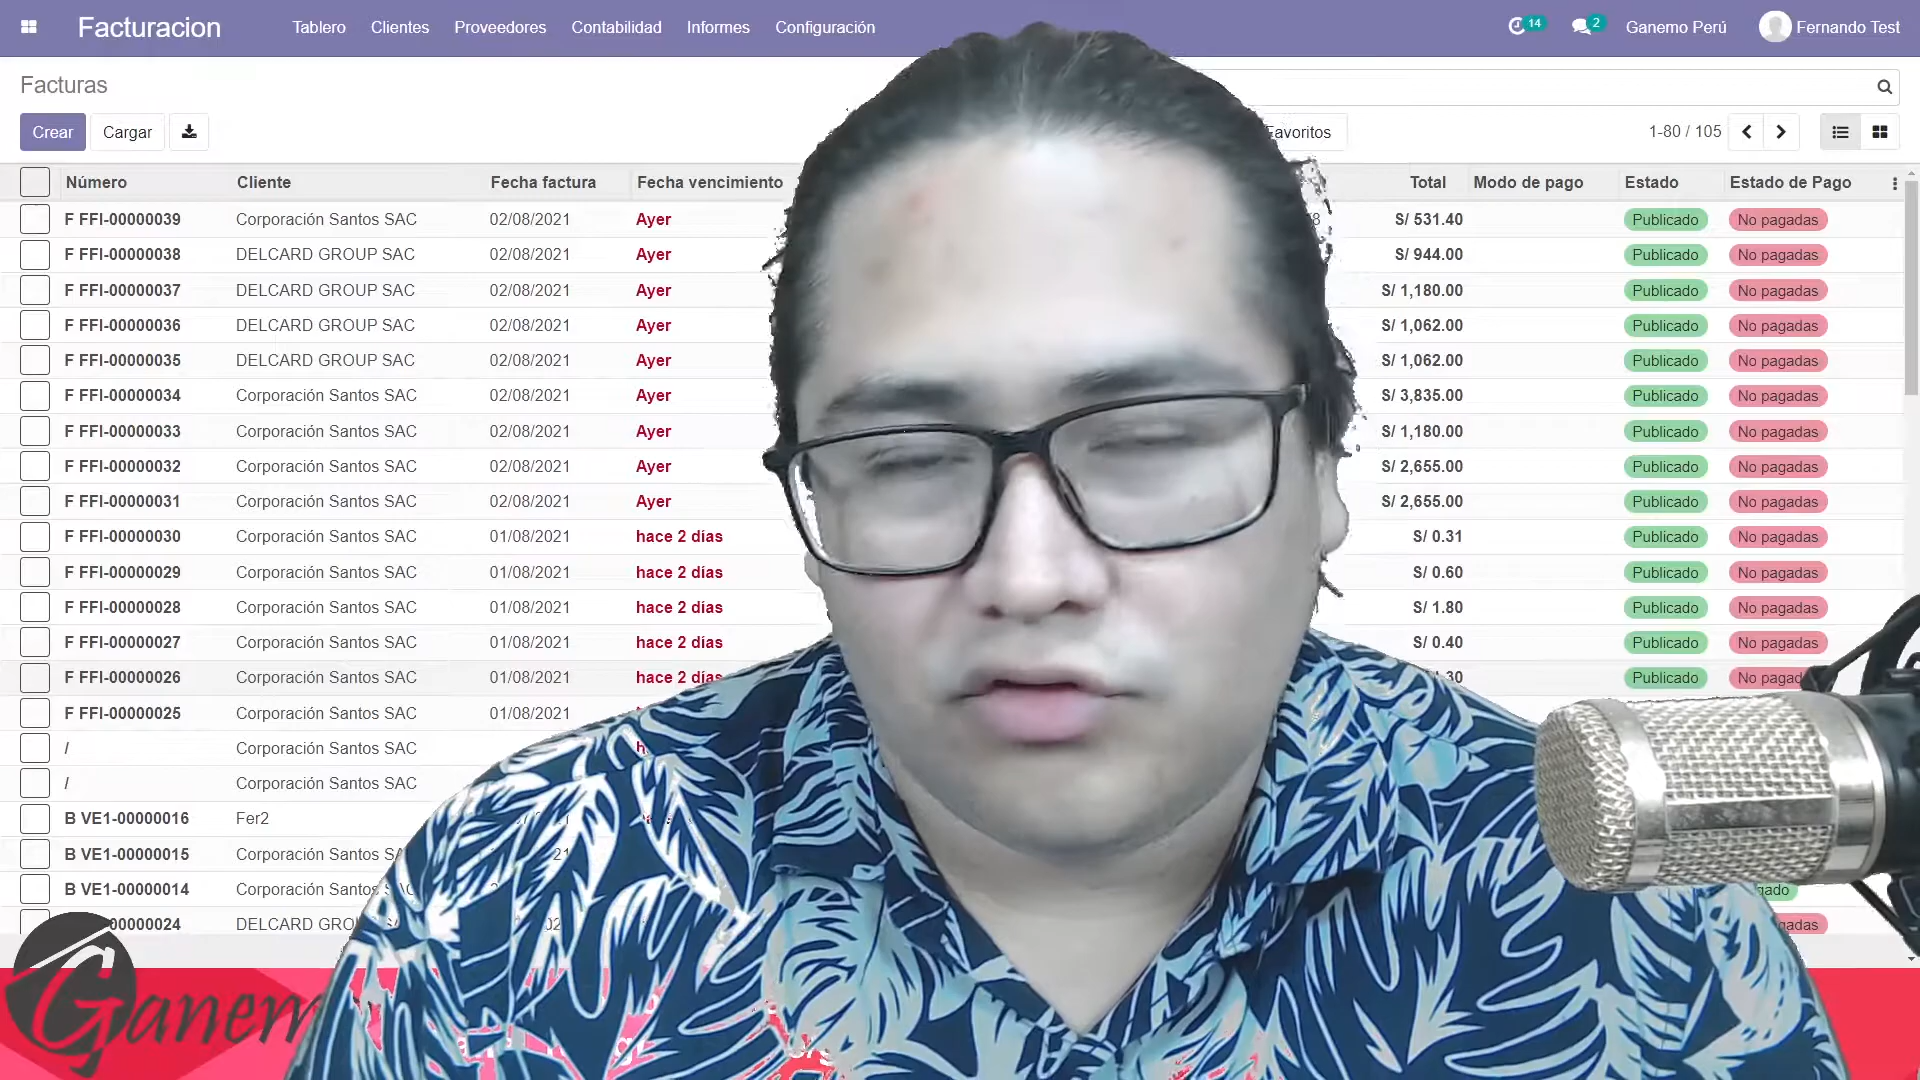 Facturacion Tablero Clientes Proveedores Contabilidad Informes Configuración 14 2 Ganemo Perú Fernando Test
Facturas
Crear Cargar Favoritos 1-80 / 105
Número Cliente Fecha factura Fecha vencimiento Total Modo de pago Estado Estado de Pago
F FFI-00000039 Corporación Santos SAC 02/08/2021 Ayer S/ 531.40 Publicado No pagadas
F FFI-00000038 DELCARD GROUP SAC 02/08/2021 Ayer S/ 944.00 Publicado No pagadas
F FFI-00000037 DELCARD GROUP SAC 02/08/2021 Ayer S/ 1,180.00 Publicado No pagadas
F FFI-00000036 DELCARD GROUP SAC 02/08/2021 Ayer S/ 1,062.00 Publicado No pagadas
F FFI-00000035 DELCARD GROUP SAC 02/08/2021 Ayer S/ 1,062.00 Publicado No pagadas
F FFI-00000034 Corporación Santos SAC 02/08/2021 Ayer S/ 3,835.00 Publicado No pagadas
F FFI-00000033 Corporación Santos SAC 02/08/2021 Ayer S/ 1,180.00 Publicado No pagadas
F FFI-00000032 Corporación Santos SAC 02/08/2021 Ayer S/ 2,655.00 Publicado No pagadas
F FFI-00000031 Corporación Santos SAC 02/08/2021 Ayer S/ 2,655.00 Publicado No pagadas
F FFI-00000030 Corporación Santos SAC 01/08/2021 hace 2 días S/ 0.31 Publicado No pagadas
F FFI-00000029 Corporación Santos SAC 01/08/2021 hace 2 días S/ 0.60 Publicado No pagadas
F FFI-00000028 Corporación Santos SAC 01/08/2021 hace 2 días S/ 1.80 Publicado No pagadas
F FFI-00000027 Corporación Santos SAC 01/08/2021 hace 2 días S/ 0.40 Publicado No pagadas
F FFI-00000026 Corporación Santos SAC 01/08/2021 hace 2 días Publicado No
F FFI-00000025 Corporación Santos SAC 01/08/2021
/ Corporación Santos SAC
/ Corporación Santos SAC
B VE1-00000016 Fer2
B VE1-00000015 Corporación Santos
B VE1-00000014 Corporación Santos
00000024 DELCARD
Ganem